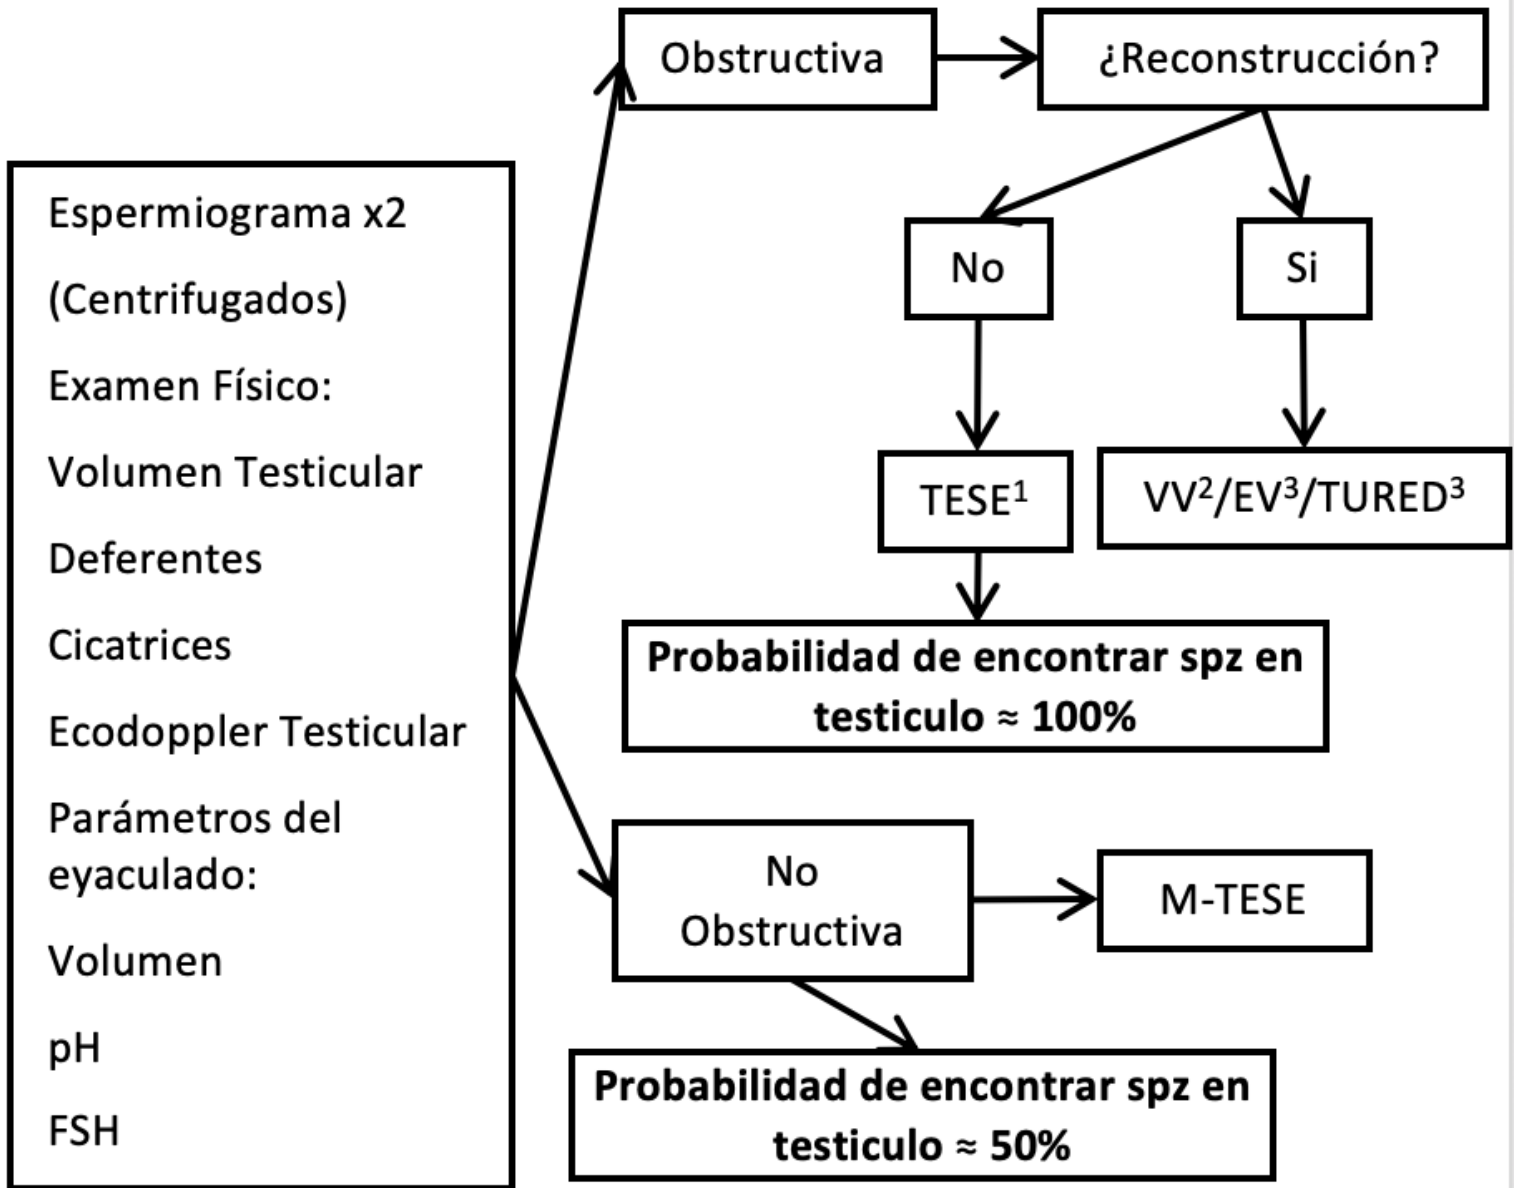 Espermiograma x2
(Centrifugados)
Examen Físico:
Volumen Testicular
Deferentes
Cicatrices
Ecodoppler Testicular
Parámetros del
eyaculado:
Volumen
pH
FSH
Obstructiva
¿Reconstrucción?
No
Si
TESE¹
VV²/EV³/TURED³
Probabilidad de encontrar spz en
testiculo ≈ 100%
No
Obstructiva
M-TESE
Probabilidad de encontrar spz en
testiculo ≈ 50%